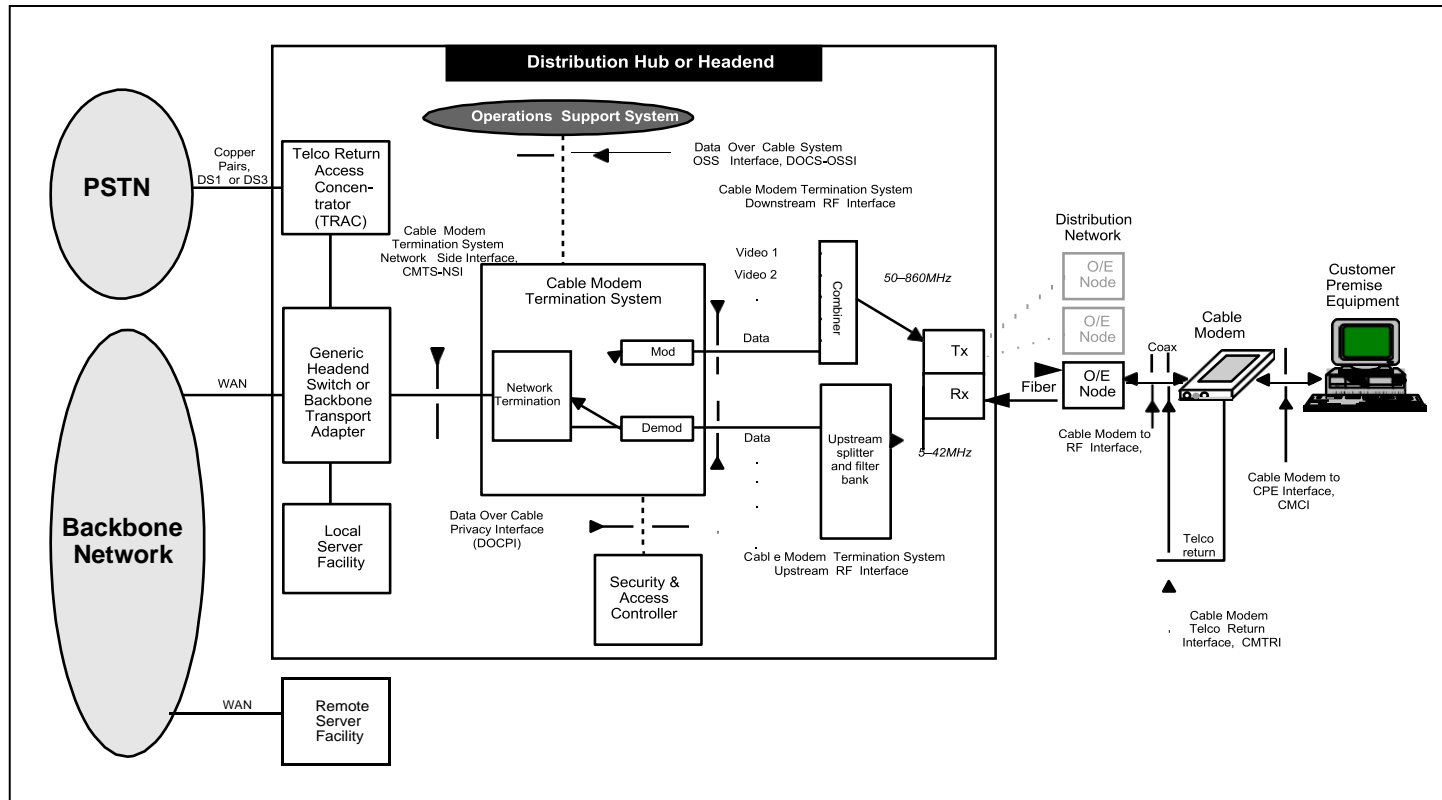 Distribution Hub or Headend
Operations Support System
PSTN
Copper
Pairs,
DS1 or DS3
Telco Return
Access
Concen-
trator
(TRAC)
Data Over Cable System
OSS Interface, DOCS-OSSI
Cable Modem Termination System
Downstream RF Interface
Cable Modem
Termination System
Network Side Interface,
CMTS-NSI
Cable Modem
Termination System
Video 1
Video 2
Combiner
50–860MHz
Distribution
Network
O/E
Node
O/E
Node
O/E
Node
Cable
Modem
Customer
Premise
Equipment
Mod
Data
Tx
Rx
Fiber
Coax
Generic
Headend
Switch or
Backbone
Transport
Adapter
WAN
Network
Termination
Demod
Data
Upstream
splitter
and filter
bank
5–42MHz
Cable Modem to
RF Interface,
Cable Modem to
CPE Interface,
CMCI
Backbone
Network
Local
Server
Facility
Data Over Cable
Privacy Interface
(DOCPI)
Cabl e Modem Termination System
Upstream RF Interface
Security &
Access
Controller
Telco
return
Cable Modem
Telco Return
Interface, CMTRI
WAN
Remote
Server
Facility